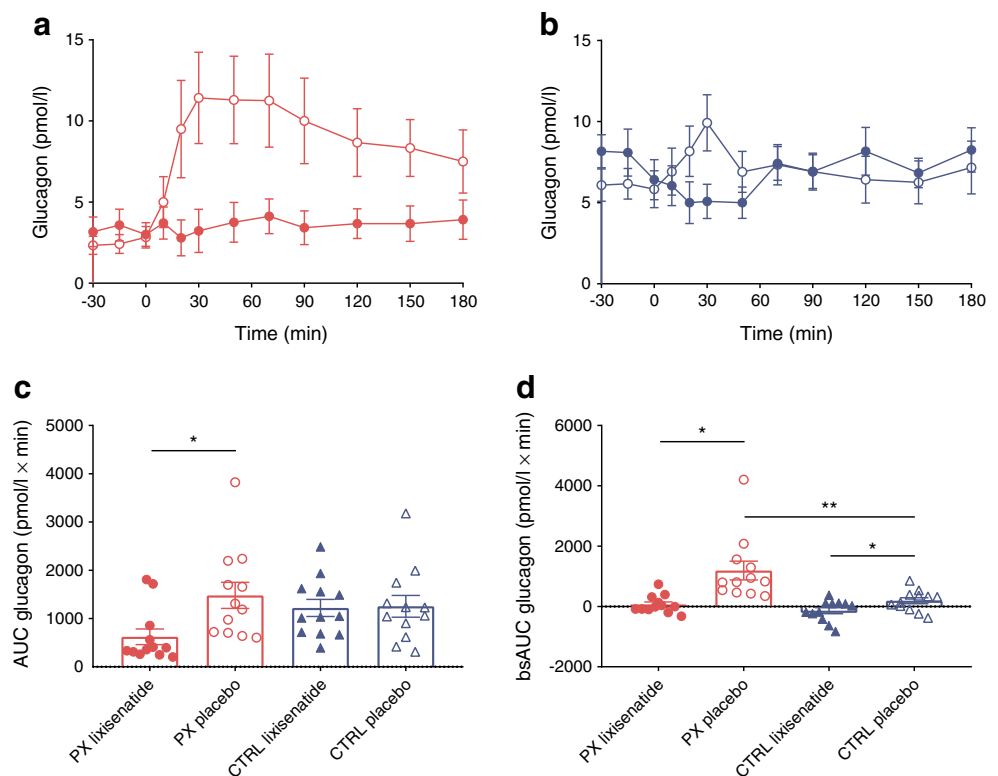 a
15
10
5
0
Glucagon (pmol/l)
-30 0 30 60 90 120 150 180
Time (min)
b
15
10
5
0
Glucagon (pmol/l)
-30 0 30 60 90 120 150 180
Time (min)
c
5000
4000
3000
2000
1000
0
AUC glucagon (pmol/l × min)
*
PX lixisenatide
PX placebo
CTRL lixisenatide
CTRL placebo
d
6000
4000
2000
0
-2000
bsAUC glucagon (pmol/l × min)
*
**
*
PX lixisenatide
PX placebo
CTRL lixisenatide
CTRL placebo